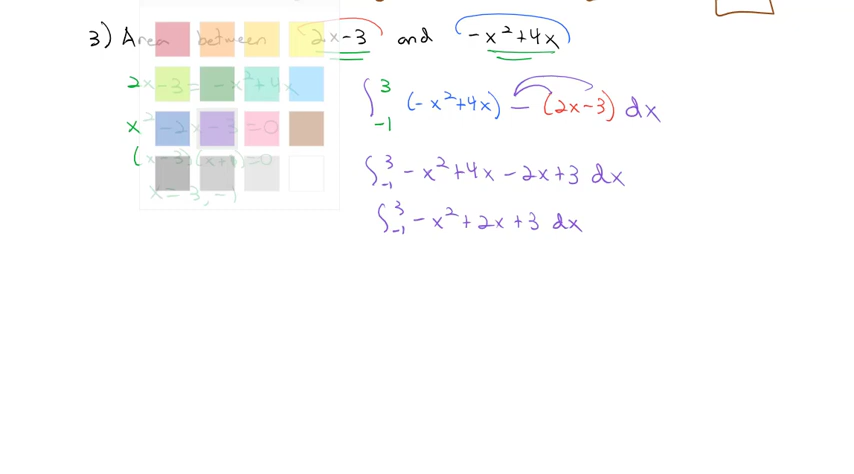 3) Area between 2x-3 and -x²+4x
2x-3 = -x²+4x
x²-2x-3=0
(x-3)(x+1)=0
x=3,-1
∫₋₁³ (-x²+4x) - (2x-3) dx
∫₋₁³ -x²+4x-2x+3 dx
∫₋₁³ -x²+2x+3 dx